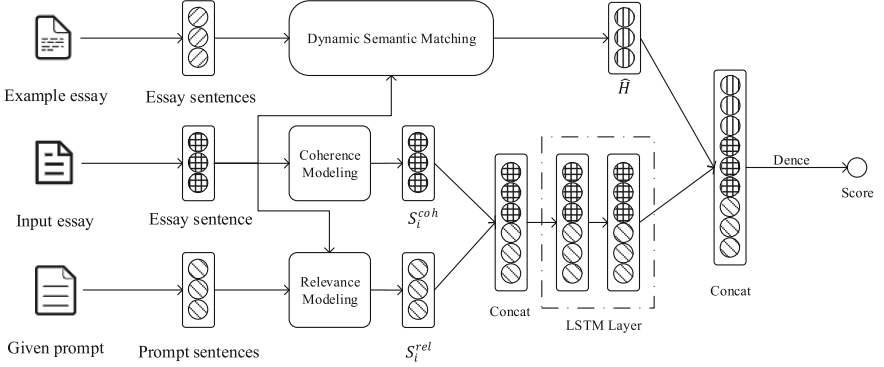 Dynamic Semantic Matching
Example essay
Essay sentences
Ĥ
Coherence
Modeling
Input essay
Essay sentence
S_i^{coh}
Dence
Score
Relevance
Modeling
Concat
LSTM Layer
Concat
Given prompt
Prompt sentences
S_i^{rel}